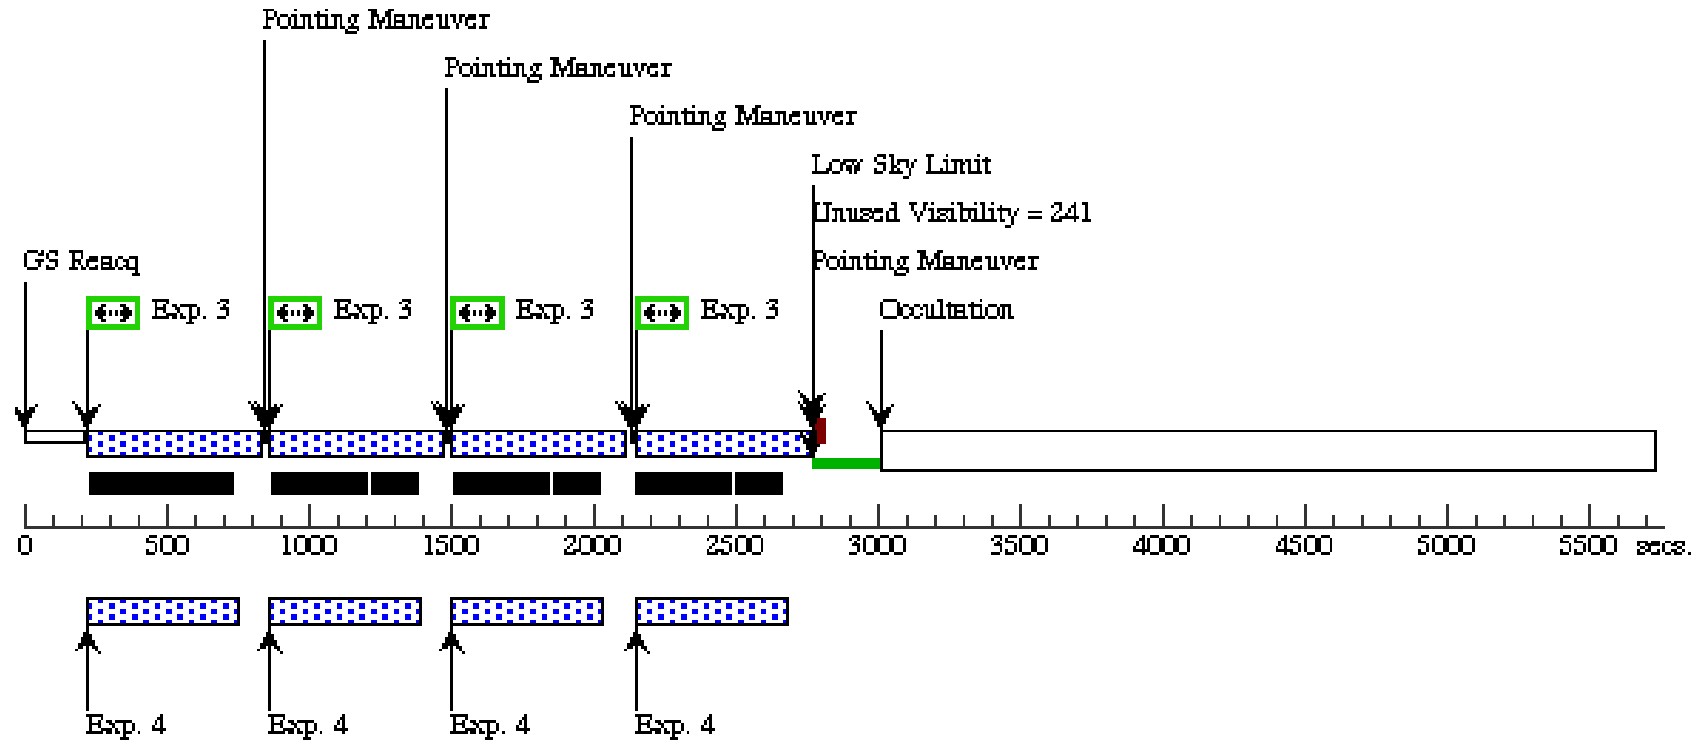 Pointing Maneuver
Pointing Maneuver
Pointing Maneuver
Low Sky Limit
Unused Visibility = 241
GS Reacq
Pointing Maneuver
Exp. 3 Exp. 3 Exp. 3 Exp. 3 Occultation
0 500 1000 1500 2000 2500 3000 3500 4000 4500 5000 5500 secs.
Exp. 4 Exp. 4 Exp. 4 Exp. 4